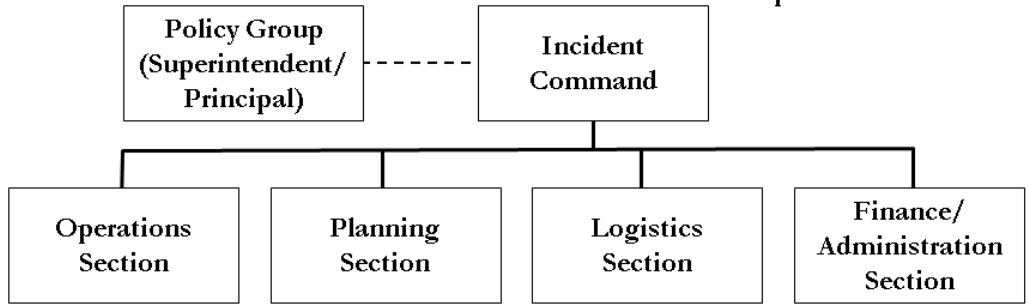 Policy Group
(Superintendent/
Principal)
Incident
Command
Operations
Section
Planning
Section
Logistics
Section
Finance/
Administration
Section